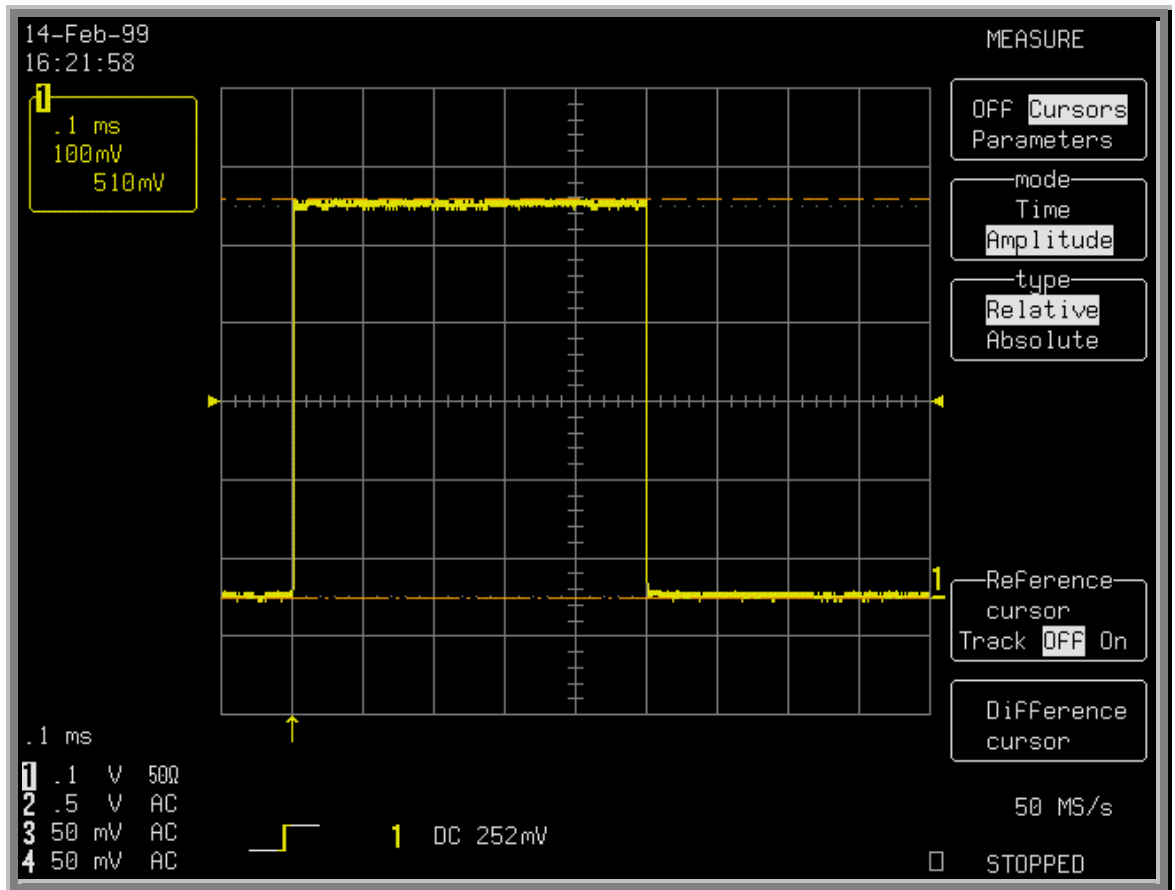 14-Feb-99
16:21:58
1
.1 ms
100mV
510mV
MEASURE
OFF Cursors
Parameters
mode
Time
Amplitude
type
Relative
Absolute
1
Reference
cursor
Track OFF On
Difference
cursor
.1 ms
1 .1 V 50Ω
2 .5 V AC
3 50 mV AC
4 50 mV AC
1 DC 252mV
50 MS/s
STOPPED